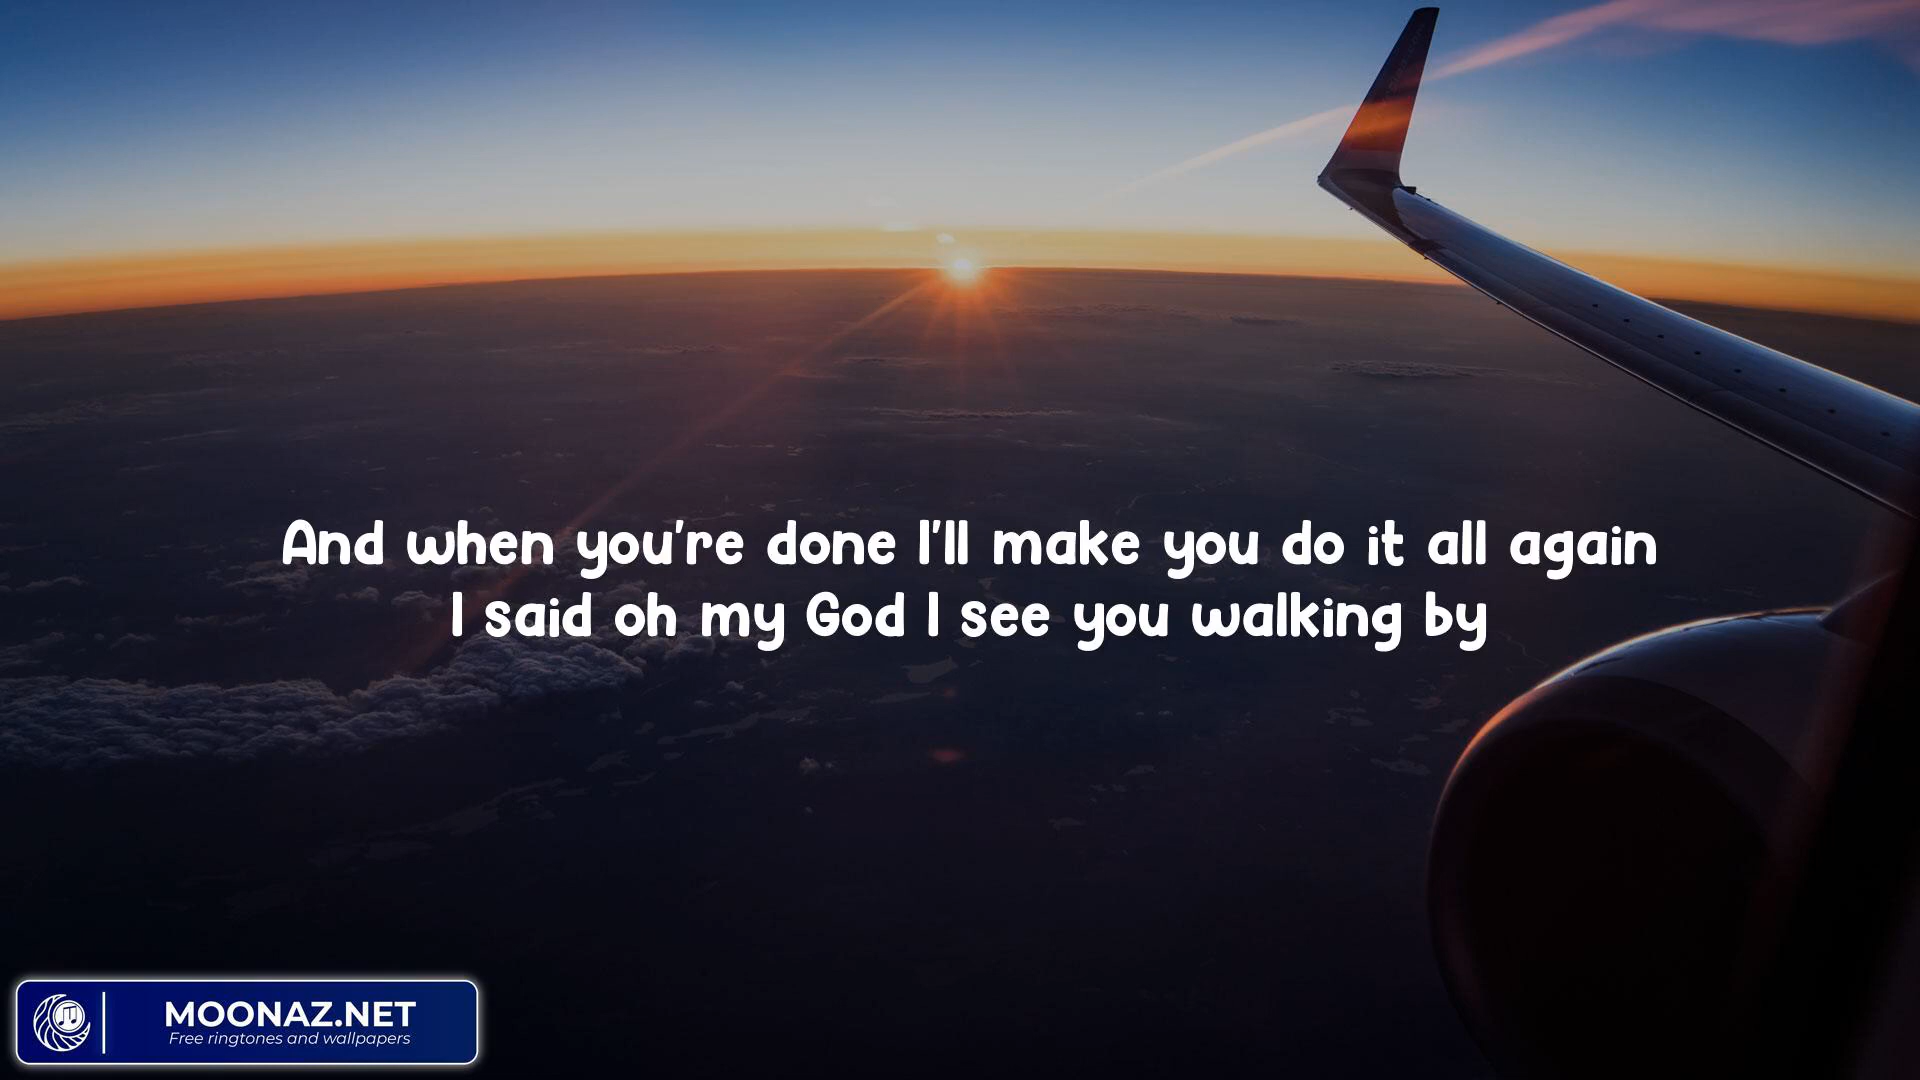 And when you're done I'll make you do it all again
I said oh my God I see you walking by
MOONAZ.NET
Free ringtones and wallpapers